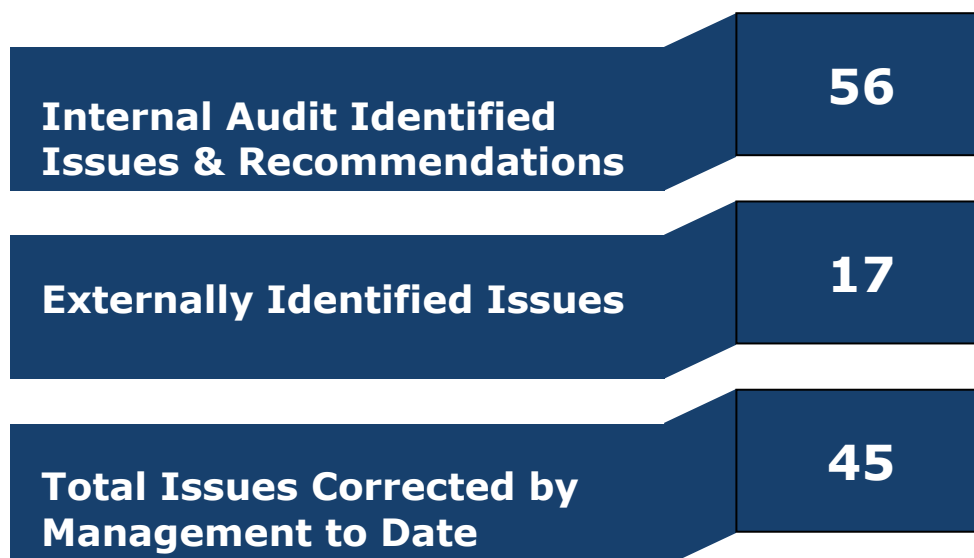 Internal Audit Identified
Issues & Recommendations
56
Externally Identified Issues
17
Total Issues Corrected by
Management to Date
45